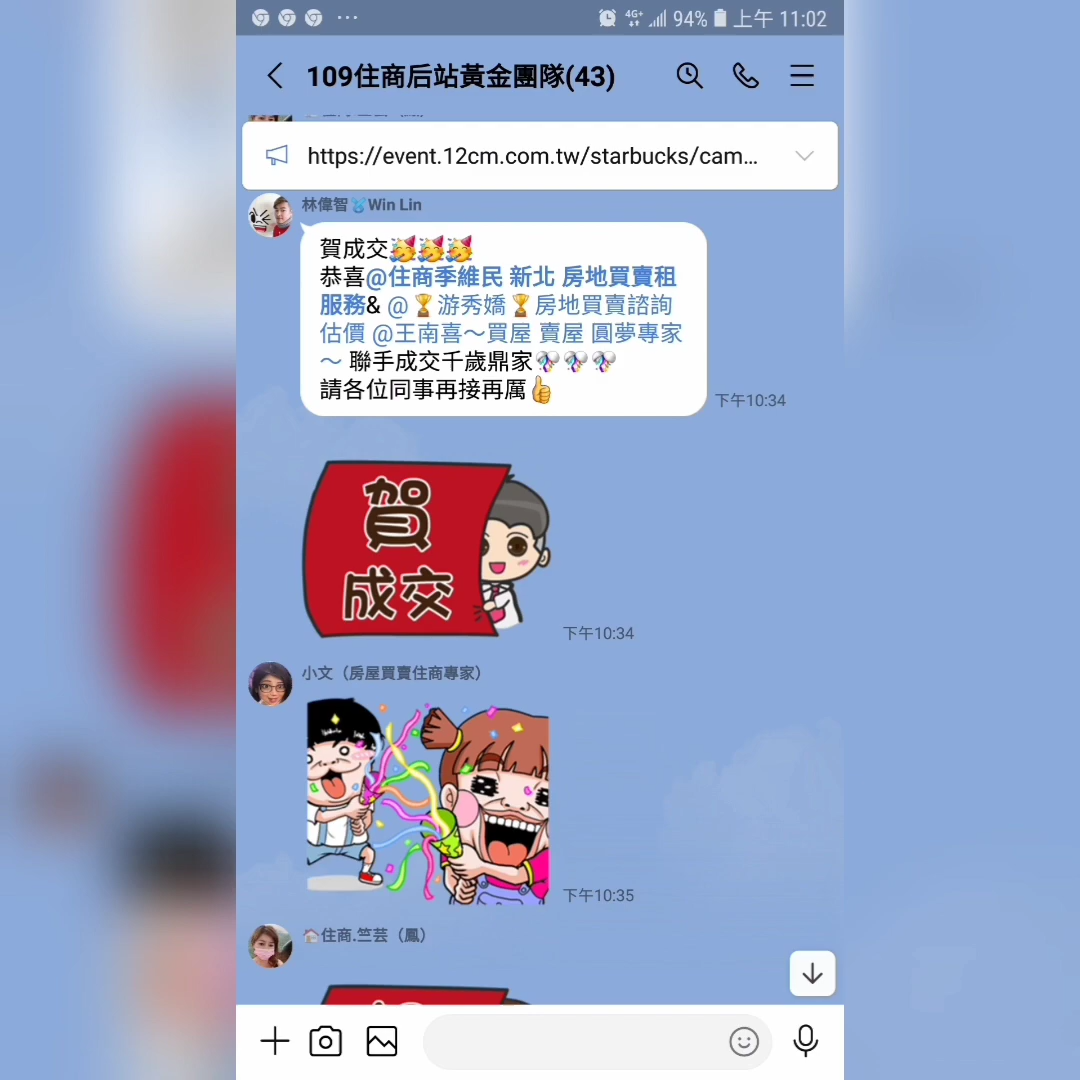 94% 上午 11:02
109住商后站黃金團隊(43)
https://event.12cm.com.tw/starbucks/cam...
林偉智 Win Lin
賀成交🥳🥳🥳
恭喜@住商季維民 新北 房地買賣租
服務& @🏆游秀嬌🏆房地買賣諮詢
估價 @王南喜～買屋 賣屋 圓夢專家
～ 聯手成交千歲鼎家🎊🎊🎊
請各位同事再接再厲👍
下午10:34
賀
成交
下午10:34
小文（房屋買賣住商專家）
下午10:35
🏠住商.竺芸（鳳）